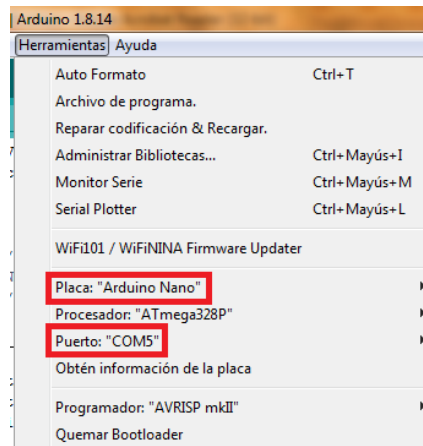 Arduino 1.8.14
Herramientas Ayuda
Auto Formato Ctrl+T
Archivo de programa.
Reparar codificación & Recargar.
Administrar Bibliotecas... Ctrl+Mayús+I
Monitor Serie Ctrl+Mayús+M
Serial Plotter Ctrl+Mayús+L
WiFi101 / WiFiNINA Firmware Updater
Placa: "Arduino Nano"
Procesador: "ATmega328P"
Puerto: "COM5"
Obtén información de la placa
Programador: "AVRISP mkII"
Quemar Bootloader